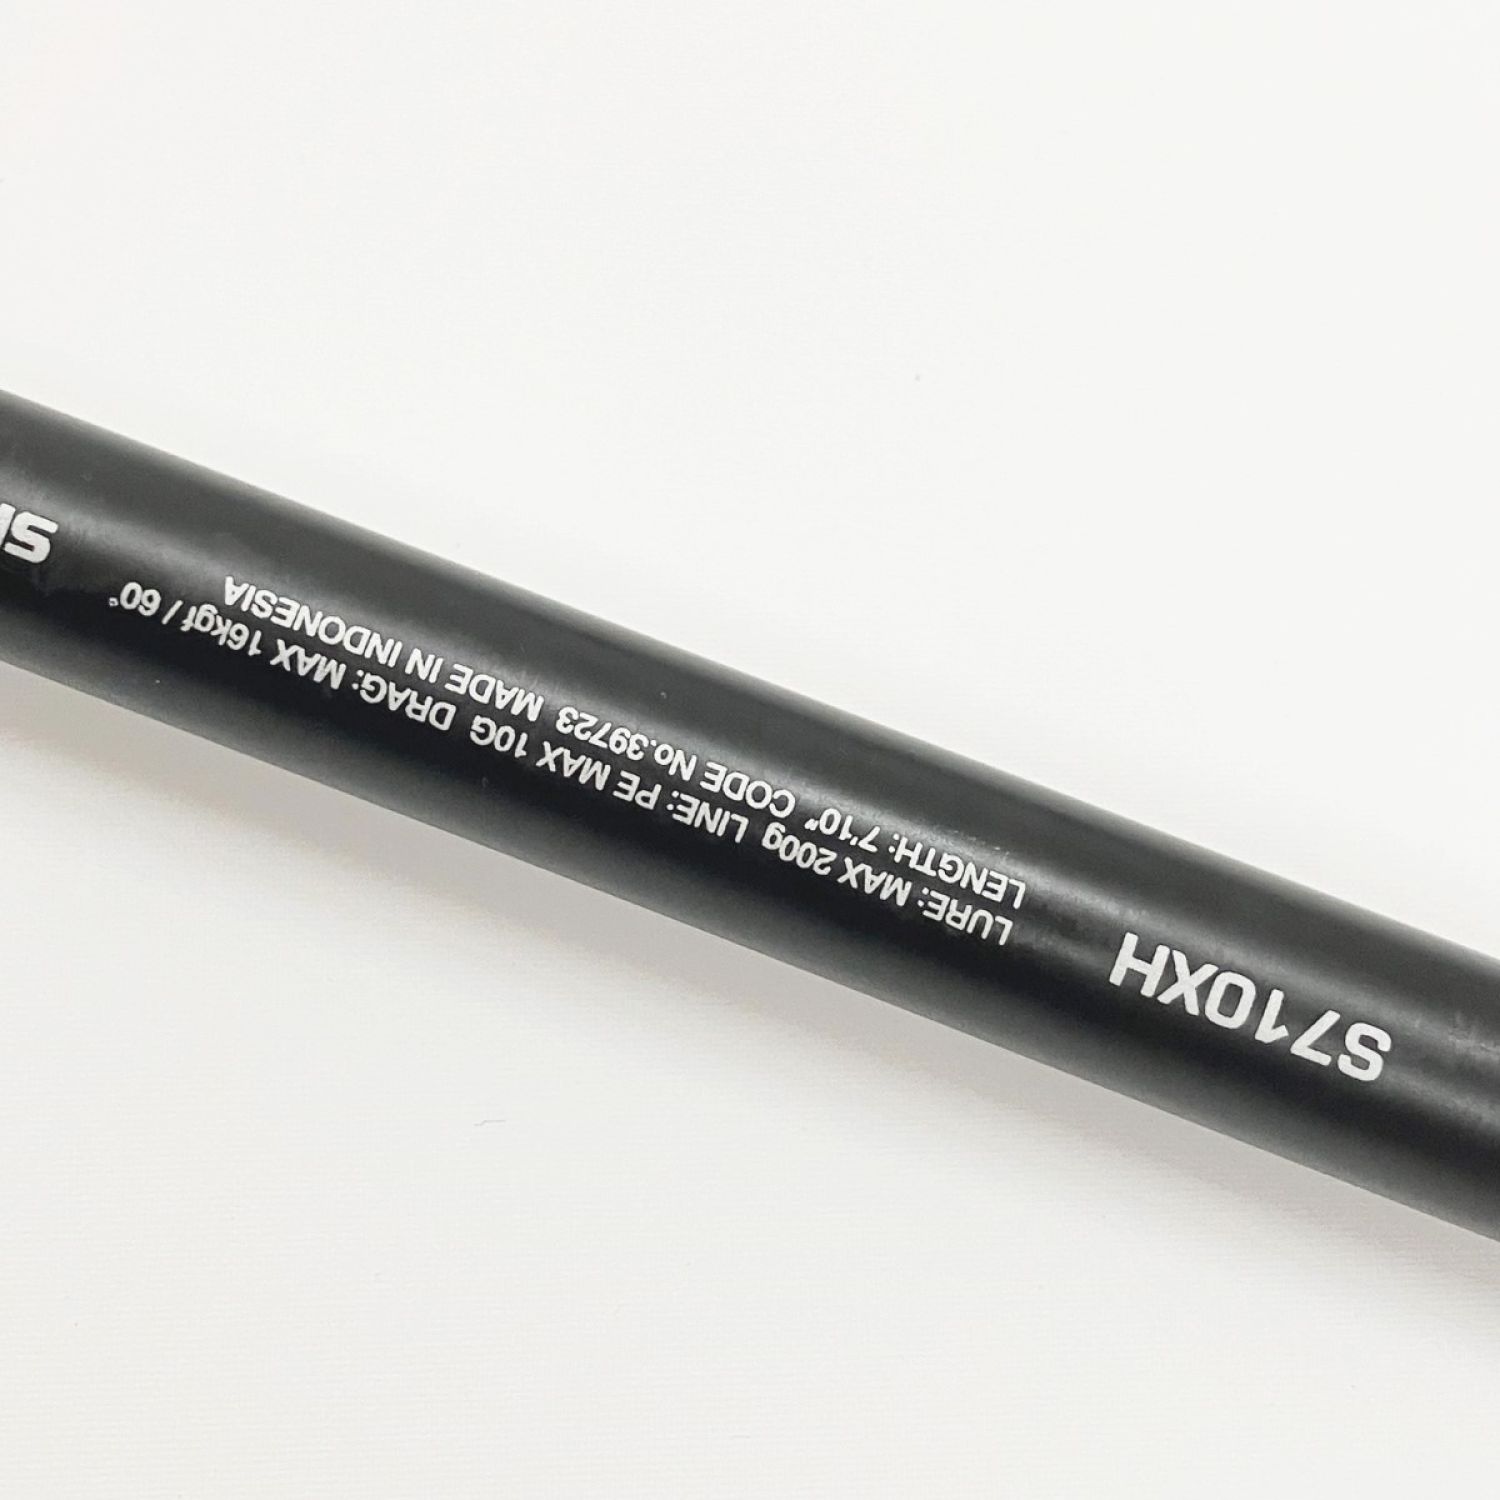 S710XH
LURE: MAX 200g LINE: PE MAX 10G DRAG: MAX 16kgf / 60°
LENGTH: 7'10" CODE No.39723 MADE IN INDONESIA